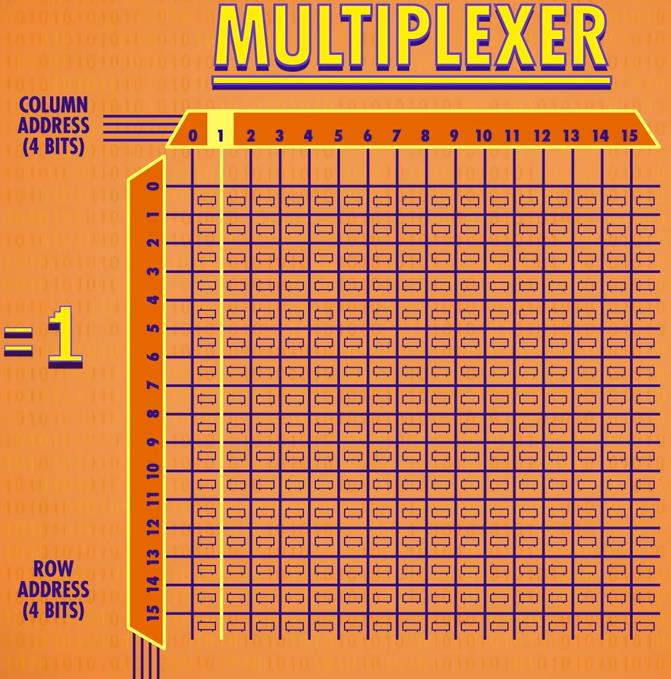 MULTIPLEXER
COLUMN
ADDRESS
(4 BITS)
0 1 2 3 4 5 6 7 8 9 10 11 12 13 14 15
0
1
2
3
4
5
6
7
8
9
10
11
12
13
14
15
= 1
ROW
ADDRESS
(4 BITS)